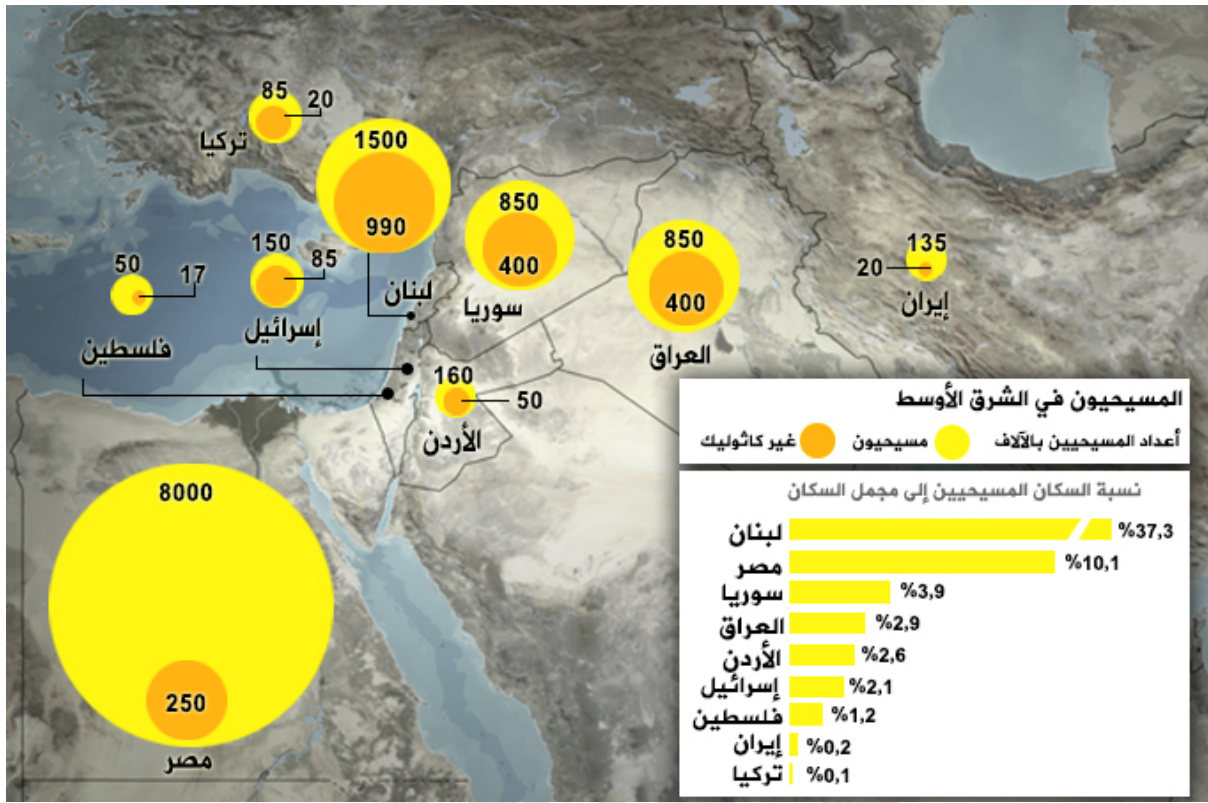 85
20
تركيا
1500
990
لبنان
850
400
سوريا
850
400
العراق
135
20
إيران
150
85
إسرائيل
50
17
فلسطين
160
50
الأردن
8000
250
مصر
المسيحيون في الشرق الأوسط
أعداد المسيحيين بالآلاف مسيحيون غير كاثوليك
نسبة السكان المسيحيين إلى مجمل السكان
لبنان %37,3
مصر %10,1
سوريا %3,9
العراق %2,9
الأردن %2,6
إسرائيل %2,1
فلسطين %1,2
إيران %0,2
تركيا %0,1